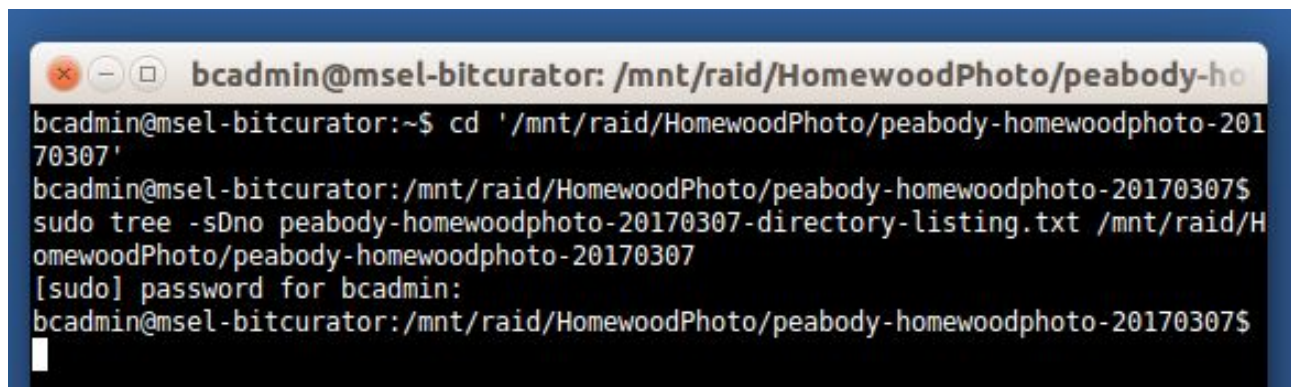 bcadmin@msel-bitcurator: /mnt/raid/HomewoodPhoto/peabody-ho
bcadmin@msel-bitcurator:~$ cd '/mnt/raid/HomewoodPhoto/peabody-homewoodphoto-201
70307'
bcadmin@msel-bitcurator:/mnt/raid/HomewoodPhoto/peabody-homewoodphoto-20170307$
sudo tree -sDno peabody-homewoodphoto-20170307-directory-listing.txt /mnt/raid/H
omewoodPhoto/peabody-homewoodphoto-20170307
[sudo] password for bcadmin:
bcadmin@msel-bitcurator:/mnt/raid/HomewoodPhoto/peabody-homewoodphoto-20170307$